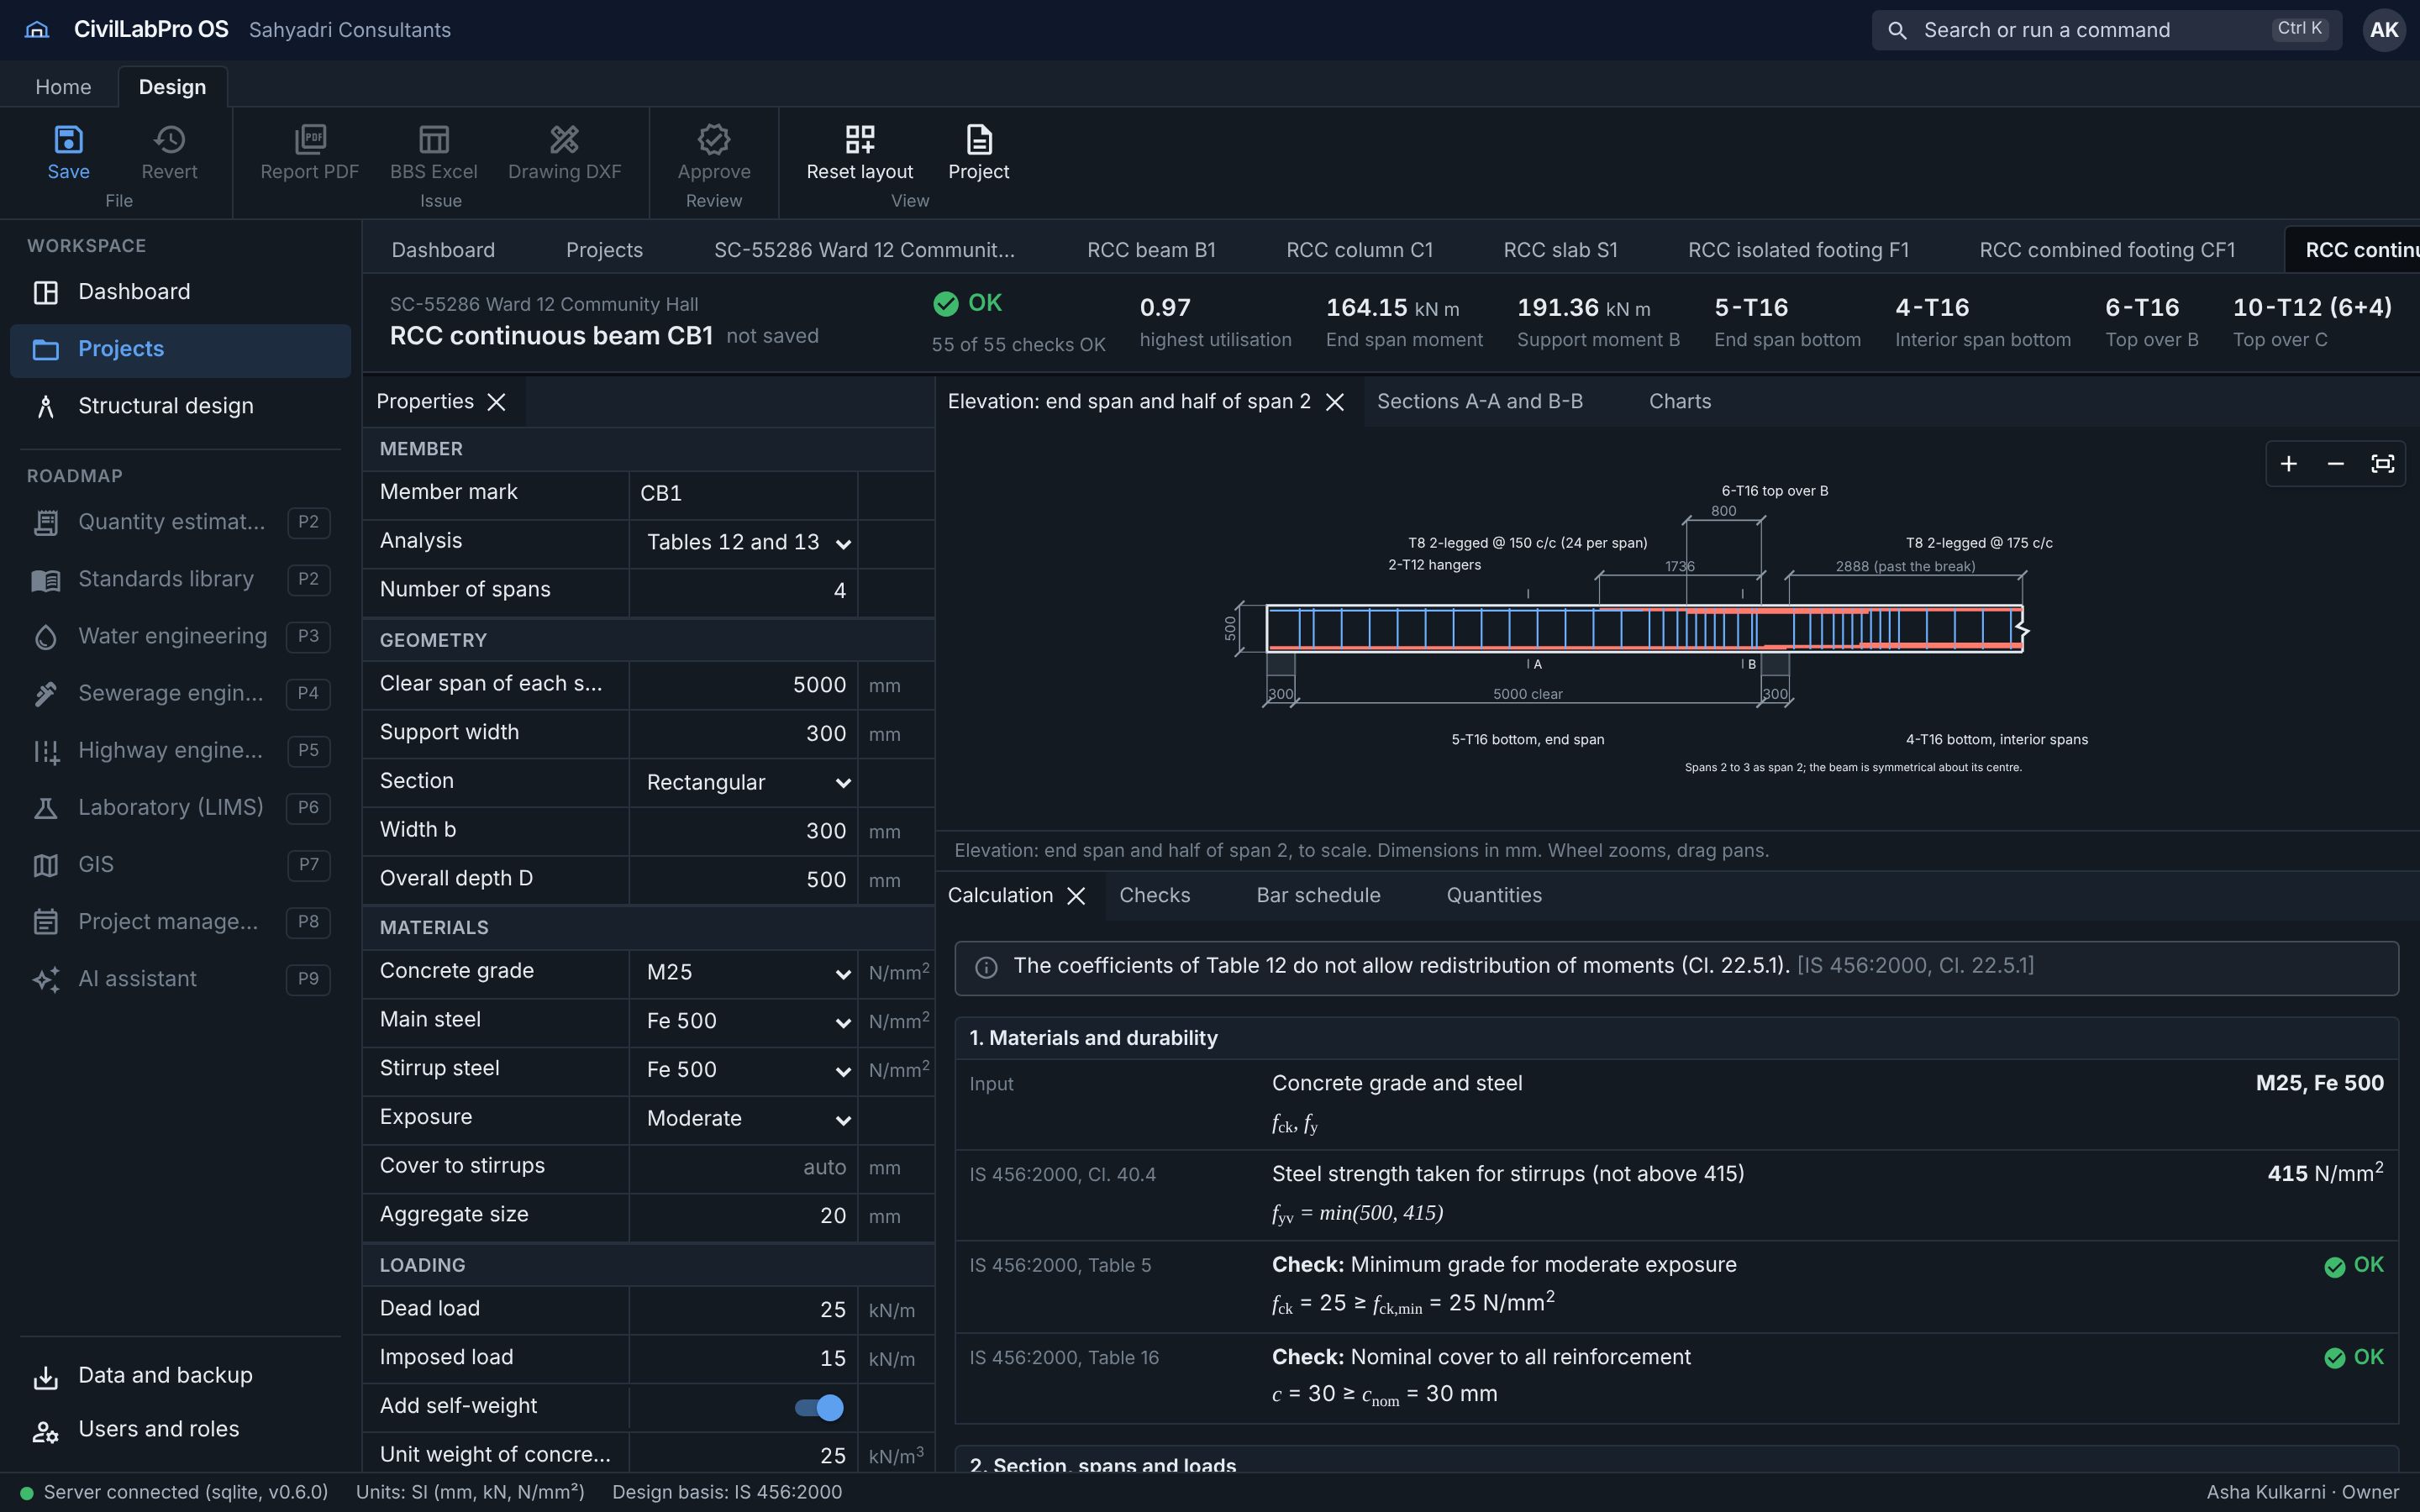 CivilLabPro OS Sahyadri Consultants Search or run a command Ctrl K AK
Home Design
Save Revert Report PDF BBS Excel Drawing DXF Approve Reset layout Project
File Issue Review View
WORKSPACE
Dashboard
Projects
Structural design
ROADMAP
Quantity estimat... P2
Standards library P2
Water engineering P3
Sewerage engin... P4
Highway engine... P5
Laboratory (LIMS) P6
GIS P7
Project manage... P8
AI assistant P9
Data and backup
Users and roles
Dashboard Projects SC-55286 Ward 12 Communit... RCC beam B1 RCC column C1 RCC slab S1 RCC isolated footing F1 RCC combined footing CF1 RCC continu
SC-55286 Ward 12 Community Hall
RCC continuous beam CB1 not saved
OK
55 of 55 checks OK
0.97
highest utilisation
164.15 kN m
End span moment
191.36 kN m
Support moment B
5-T16
End span bottom
4-T16
Interior span bottom
6-T16
Top over B
10-T12 (6+4)
Top over C
Properties
MEMBER
Member mark CB1
Analysis Tables 12 and 13
Number of spans 4
GEOMETRY
Clear span of each s... 5000 mm
Support width 300 mm
Section Rectangular
Width b 300 mm
Overall depth D 500 mm
MATERIALS
Concrete grade M25 N/mm²
Main steel Fe 500 N/mm²
Stirrup steel Fe 500 N/mm²
Exposure Moderate
Cover to stirrups auto mm
Aggregate size 20 mm
LOADING
Dead load 25 kN/m
Imposed load 15 kN/m
Add self-weight
Unit weight of concre... 25 kN/m³
Elevation: end span and half of span 2 Sections A-A and B-B Charts
6-T16 top over B
800
T8 2-legged @ 150 c/c (24 per span) T8 2-legged @ 175 c/c
2-T12 hangers 1736 2888 (past the break)
500
A B
300 5000 clear 300
5-T16 bottom, end span 4-T16 bottom, interior spans
Spans 2 to 3 as span 2; the beam is symmetrical about its centre.
Elevation: end span and half of span 2, to scale. Dimensions in mm. Wheel zooms, drag pans.
Calculation Checks Bar schedule Quantities
The coefficients of Table 12 do not allow redistribution of moments (Cl. 22.5.1). [IS 456:2000, Cl. 22.5.1]
1. Materials and durability
Input Concrete grade and steel M25, Fe 500
fck, fy
IS 456:2000, Cl. 40.4 Steel strength taken for stirrups (not above 415) 415 N/mm²
fyv = min(500, 415)
IS 456:2000, Table 5 Check: Minimum grade for moderate exposure OK
fck = 25 ≥ fck,min = 25 N/mm²
IS 456:2000, Table 16 Check: Nominal cover to all reinforcement OK
c = 30 ≥ cnom = 30 mm
2. Section, spans and loads
Server connected (sqlite, v0.6.0) Units: SI (mm, kN, N/mm²) Design basis: IS 456:2000 Asha Kulkarni · Owner